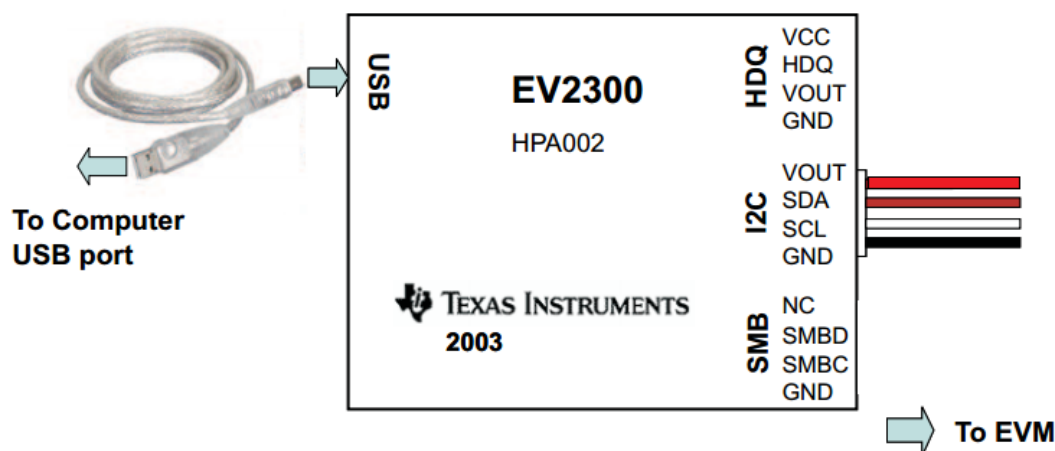 USB
EV2300
HPA002
HDQ
VCC
HDQ
VOUT
GND
I2C
VOUT
SDA
SCL
GND
SMB
NC
SMBD
SMBC
GND
To Computer
USB port
TEXAS INSTRUMENTS
2003
To EVM